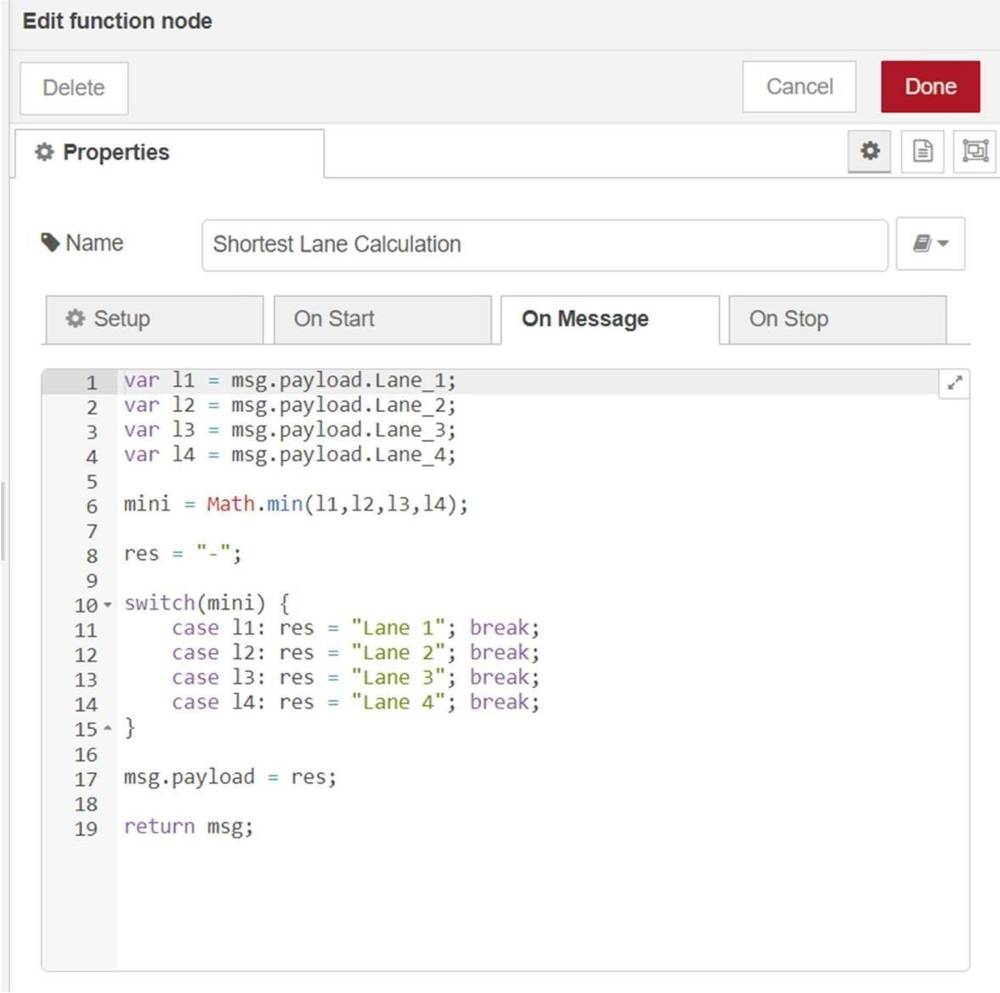 Edit function node
Delete
Cancel
Done
Properties
Name
Shortest Lane Calculation
Setup
On Start
On Message
On Stop
1 var l1 = msg.payload.Lane_1;
2 var l2 = msg.payload.Lane_2;
3 var l3 = msg.payload.Lane_3;
4 var l4 = msg.payload.Lane_4;
5
6 mini = Math.min(l1,l2,l3,l4);
7
8 res = "-";
9
10 switch(mini) {
11     case l1: res = "Lane 1"; break;
12     case l2: res = "Lane 2"; break;
13     case l3: res = "Lane 3"; break;
14     case l4: res = "Lane 4"; break;
15 }
16
17 msg.payload = res;
18
19 return msg;